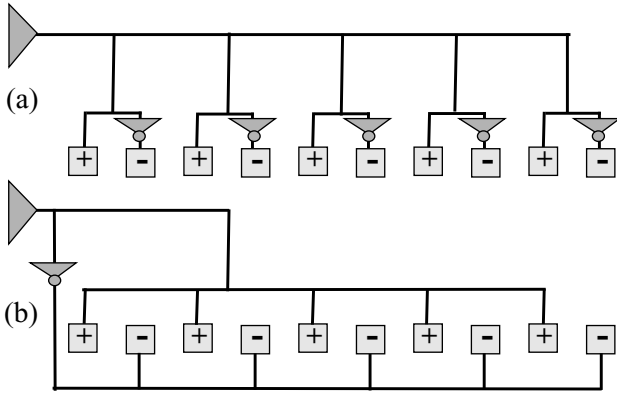 (a)
+ - + - + - + - + -
(b)
+ - + - + - + - + -